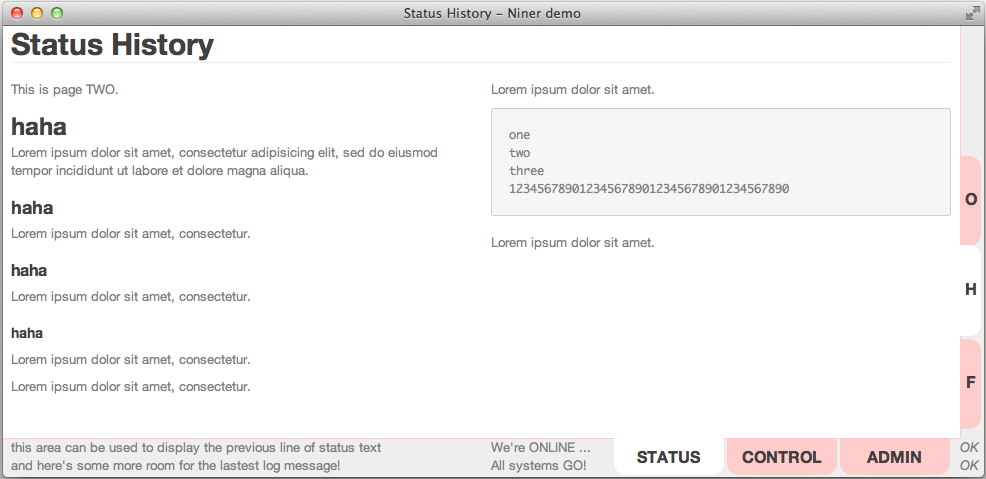 Status History – Niner demo
Status History
This is page TWO.
haha
Lorem ipsum dolor sit amet, consectetur adipisicing elit, sed do eiusmod
tempor incididunt ut labore et dolore magna aliqua.
haha
Lorem ipsum dolor sit amet, consectetur.
haha
Lorem ipsum dolor sit amet, consectetur.
haha
Lorem ipsum dolor sit amet, consectetur.
Lorem ipsum dolor sit amet, consectetur.
Lorem ipsum dolor sit amet.
one
two
three
1234567890123456789012345678901234567890
Lorem ipsum dolor sit amet.
O
H
F
this area can be used to display the previous line of status text
and here's some more room for the lastest log message!
We're ONLINE ...
All systems GO!
STATUS
CONTROL
ADMIN
OK
OK